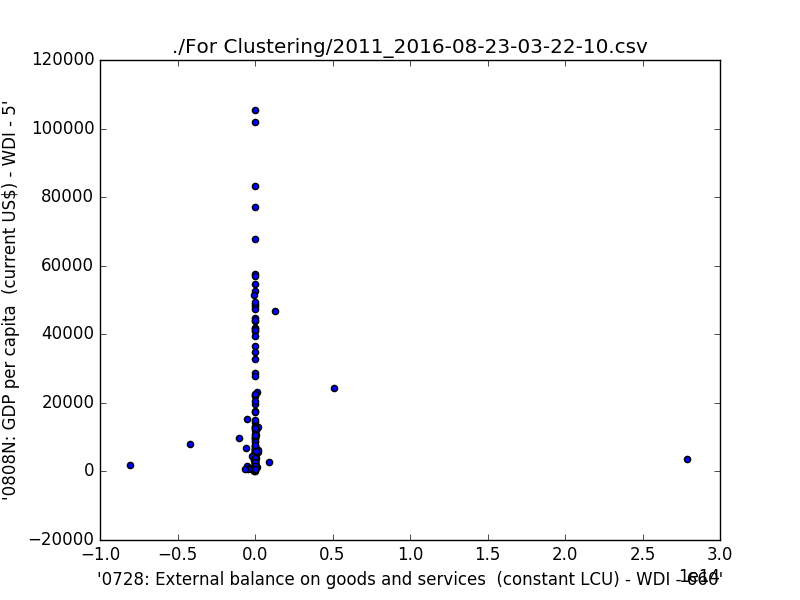 ./For Clustering/2011_2016-08-23-03-22-10.csv
120000
100000
80000
60000
40000
20000
0
−20000
'0808N: GDP per capita  (current US$) - WDI - 5'
−1.0 −0.5 0.0 0.5 1.0 1.5 2.0 2.5 3.0
1e14
'0728: External balance on goods and services  (constant LCU) - WDI - 666'